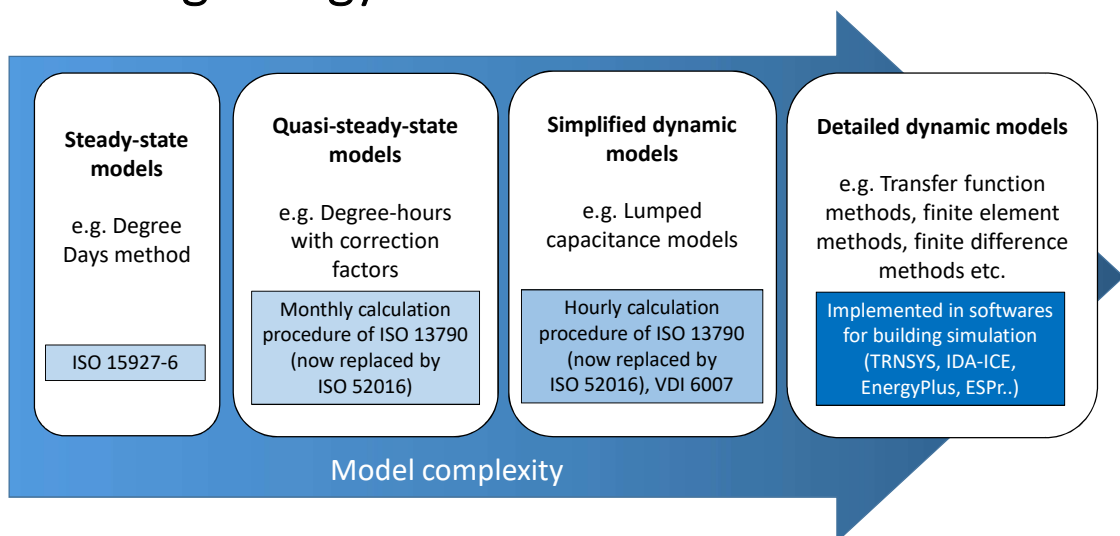 Steady-state
models
e.g. Degree
Days method
ISO 15927-6
Quasi-steady-state
models
e.g. Degree-hours
with correction
factors
Monthly calculation
procedure of ISO 13790
(now replaced by
ISO 52016)
Simplified dynamic
models
e.g. Lumped
capacitance models
Hourly calculation
procedure of ISO 13790
(now replaced by
ISO 52016), VDI 6007
Detailed dynamic models
e.g. Transfer function
methods, finite element
methods, finite difference
methods etc.
Implemented in softwares
for building simulation
(TRNSYS, IDA-ICE,
EnergyPlus, ESPr..)
Model complexity